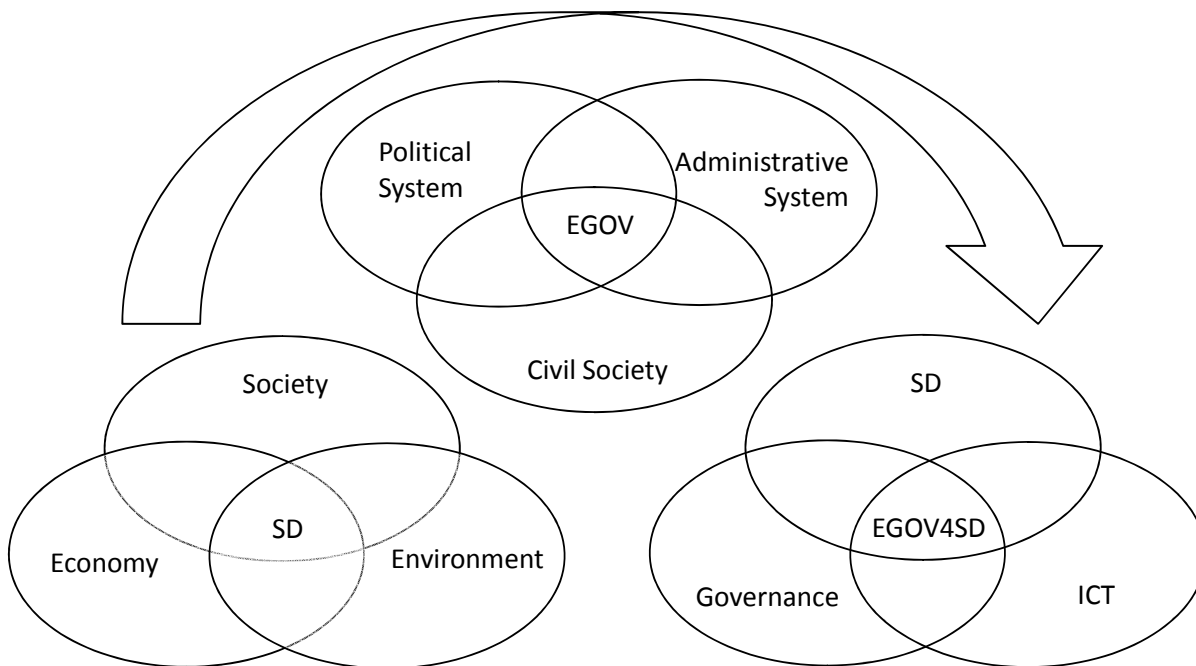 Political
System
Administrative
System
EGOV
Civil Society
Society
SD
Economy
Environment
SD
EGOV4SD
Governance
ICT